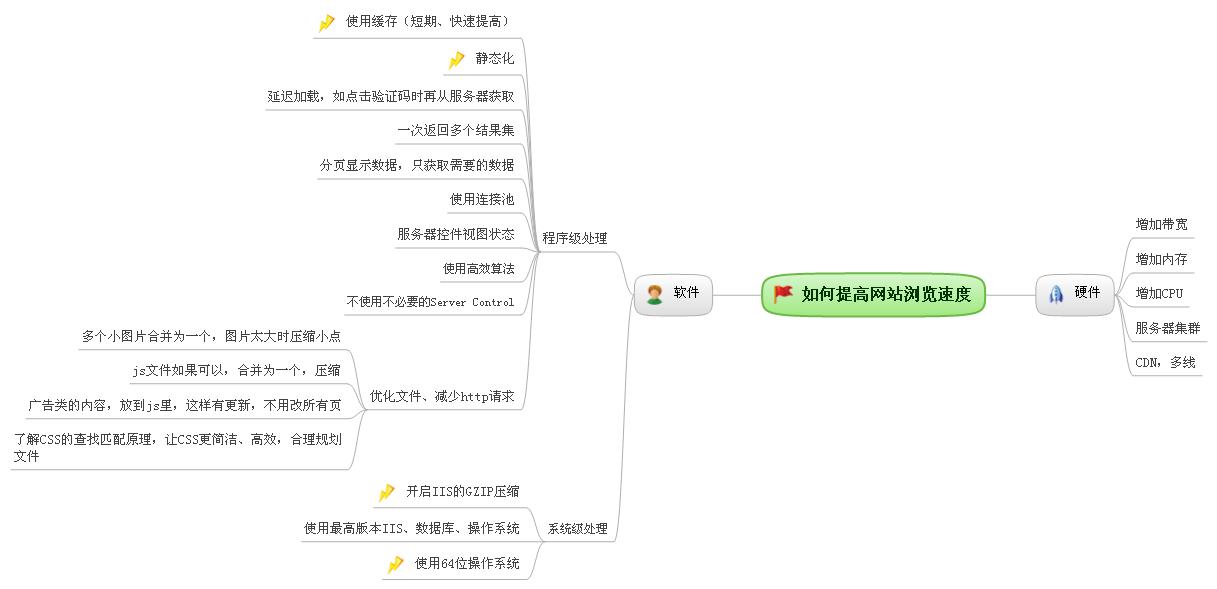 使用缓存（短期、快速提高）
静态化
延迟加载，如点击验证码时再从服务器获取
一次返回多个结果集
分页显示数据，只获取需要的数据
使用连接池
服务器控件视图状态
使用高效算法
不使用不必要的Server Control
程序级处理
多个小图片合并为一个，图片太大时压缩小点
js文件如果可以，合并为一个，压缩
广告类的内容，放到js里，这样有更新，不用改所有页
了解CSS的查找匹配原理，让CSS更简洁、高效，合理规划
文件
优化文件、减少http请求
开启IIS的GZIP压缩
使用最高版本IIS、数据库、操作系统
使用64位操作系统
系统级处理
软件
如何提高网站浏览速度
硬件
增加带宽
增加内存
增加CPU
服务器集群
CDN，多线